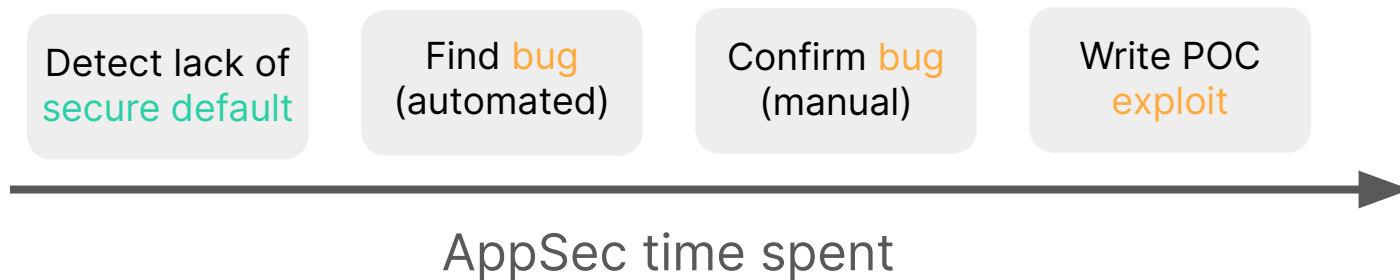 Detect lack of
secure default
Find bug
(automated)
Confirm bug
(manual)
Write POC
exploit
AppSec time spent